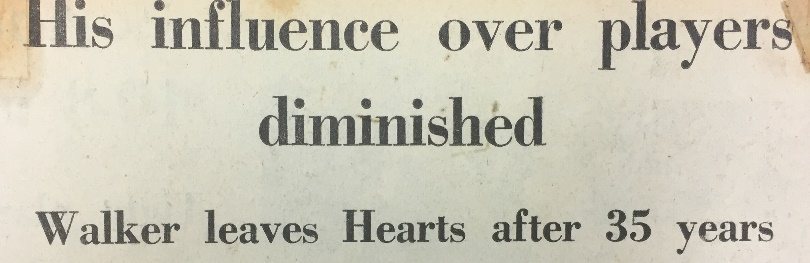 His influence over players
diminished
Walker leaves Hearts after 35 years